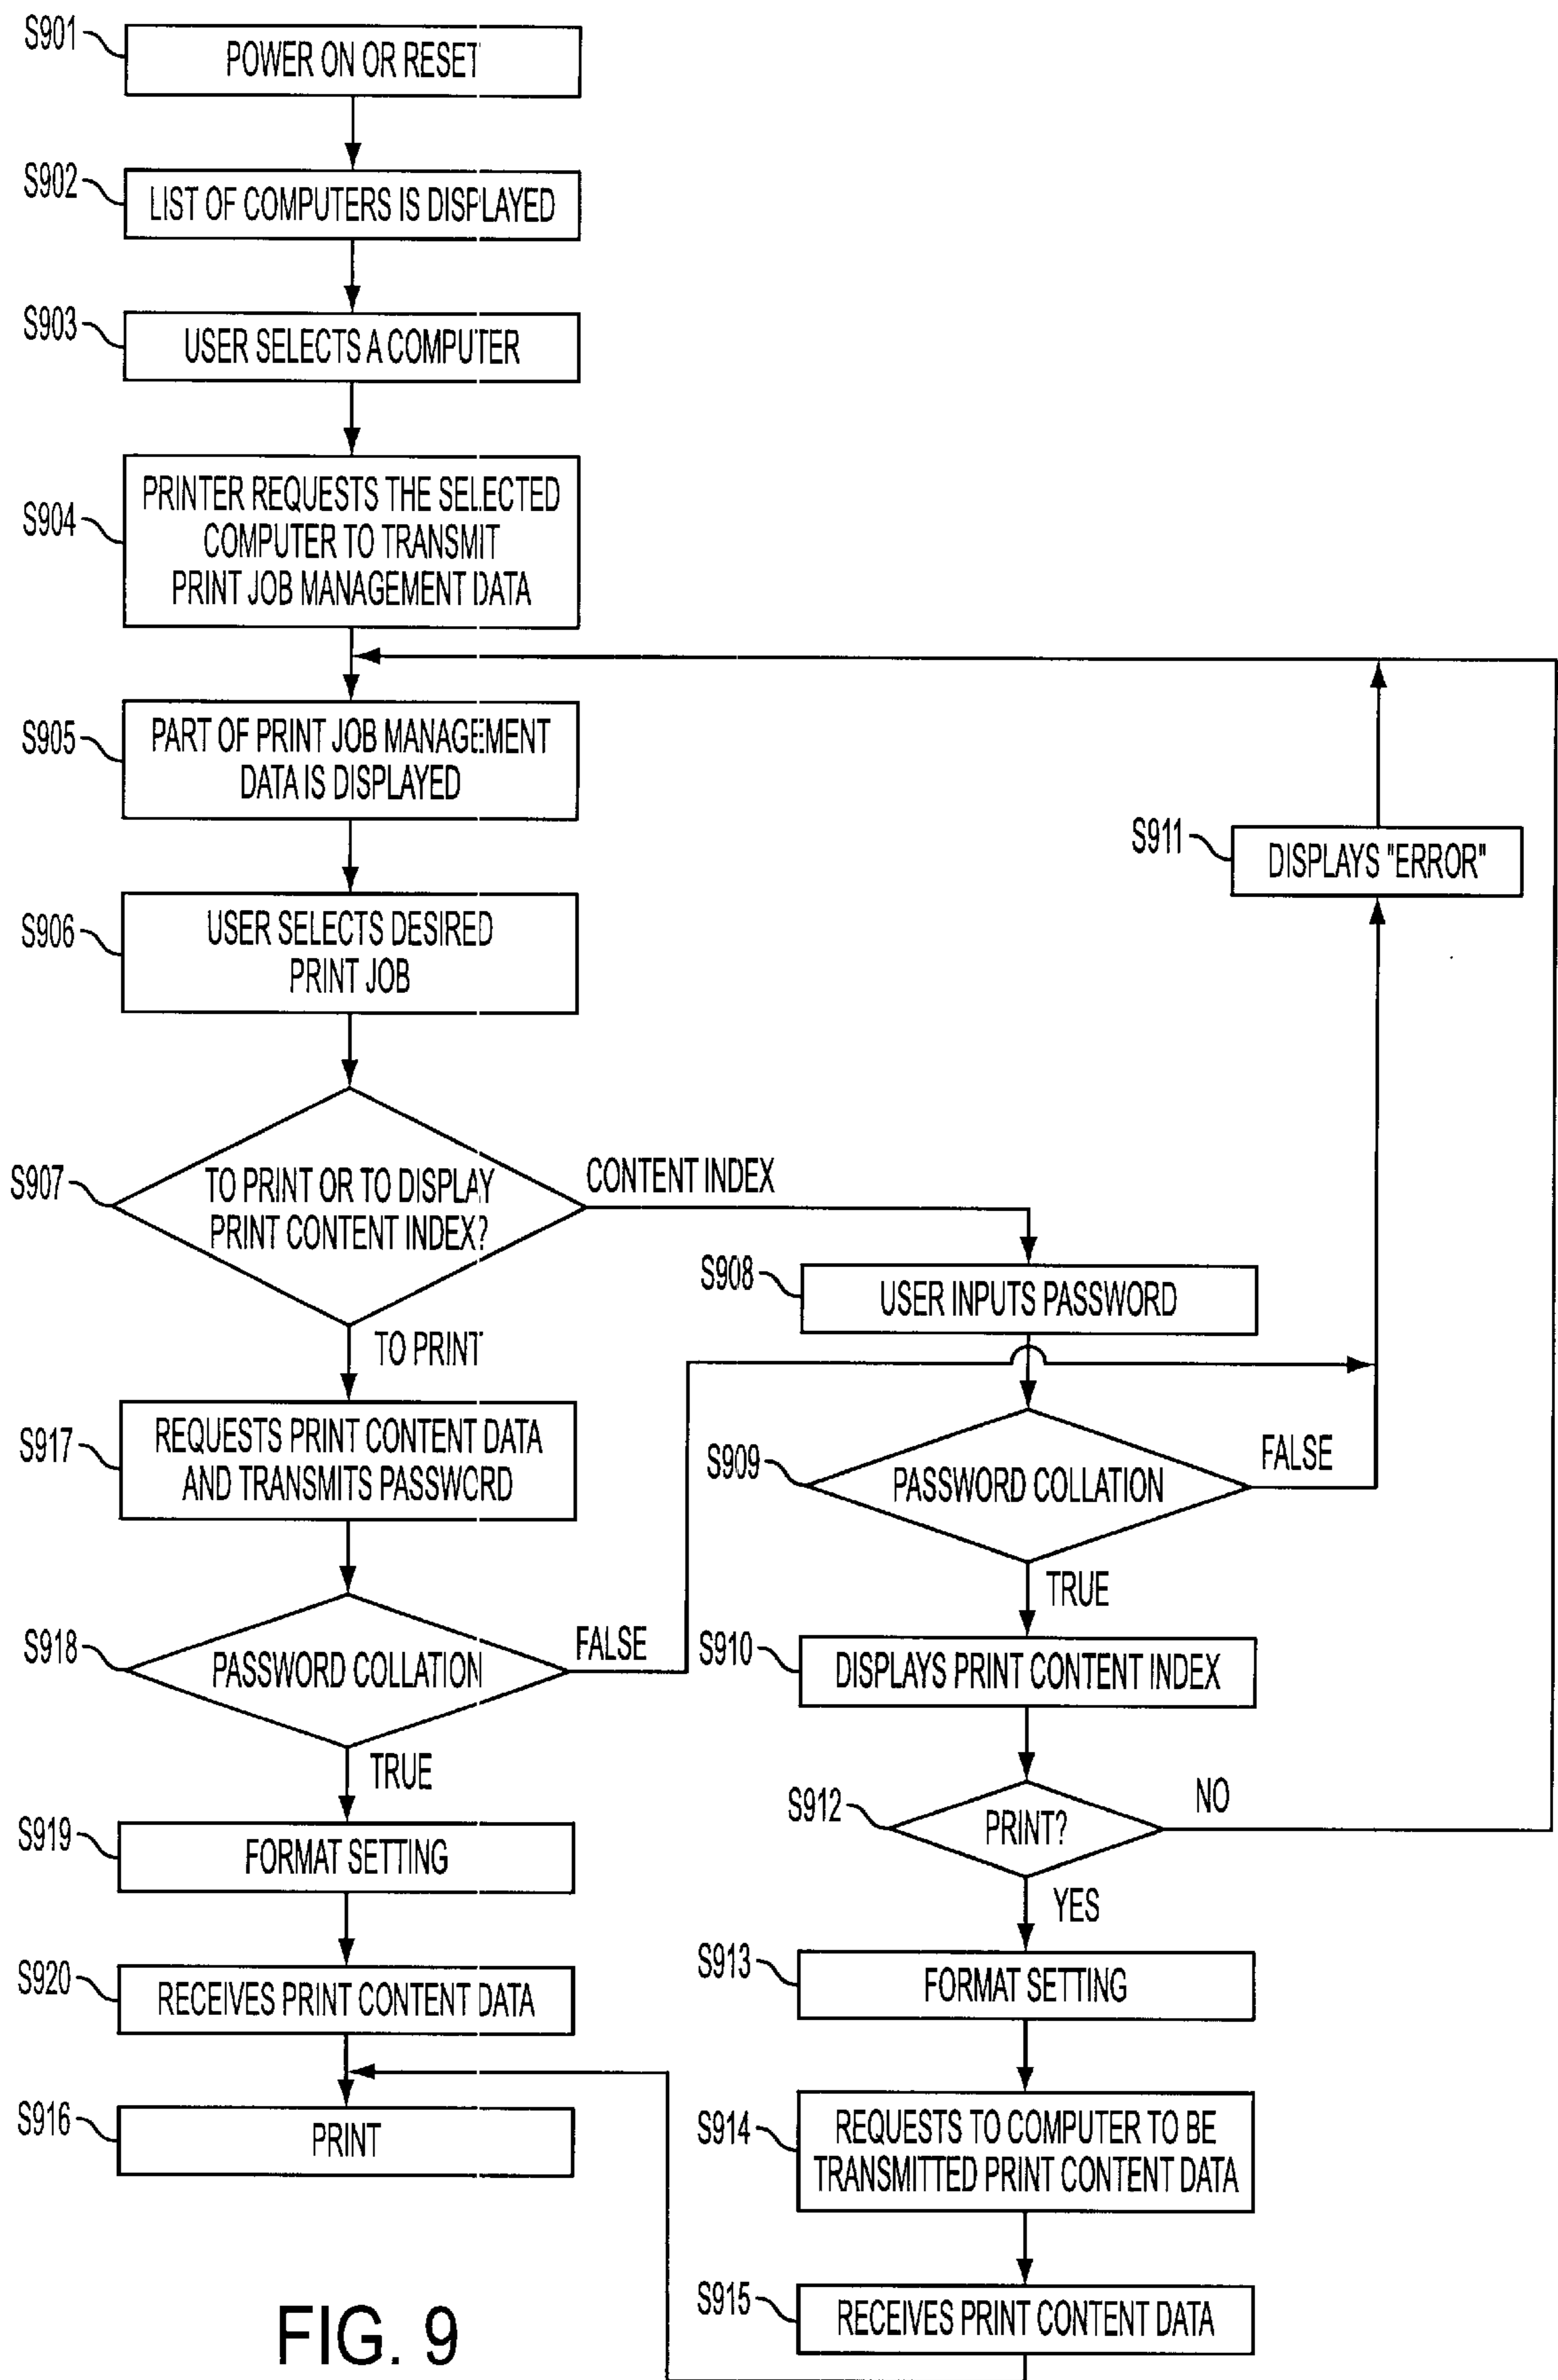 S901
POWER ON OR RESET
S902
LIST OF COMPUTERS IS DISPLAYED
S903
USER SELECTS A COMPUTER
S904
PRINTER REQUESTS THE SELECTED
COMPUTER TO TRANSMIT
PRINT JOB MANAGEMENT DATA
S905
PART OF PRINT JOB MANAGEMENT
DATA IS DISPLAYED
S911
DISPLAYS "ERROR"
S906
USER SELECTS DESIRED
PRINT JOB
S907
TO PRINT OR TO DISPLAY
PRINT CONTENT INDEX?
CONTENT INDEX
TO PRINT
S908
USER INPUTS PASSWORD
S917
REQUESTS PRINT CONTENT DATA
AND TRANSMITS PASSWORD
S909
PASSWORD COLLATION
FALSE
TRUE
S918
PASSWORD COLLATION
FALSE
TRUE
S910
DISPLAYS PRINT CONTENT INDEX
S912
PRINT?
NO
YES
S919
FORMAT SETTING
S913
FORMAT SETTING
S920
RECEIVES PRINT CONTENT DATA
S916
PRINT
S914
REQUESTS TO COMPUTER TO BE
TRANSMITTED PRINT CONTENT DATA
S915
RECEIVES PRINT CONTENT DATA
FIG. 9